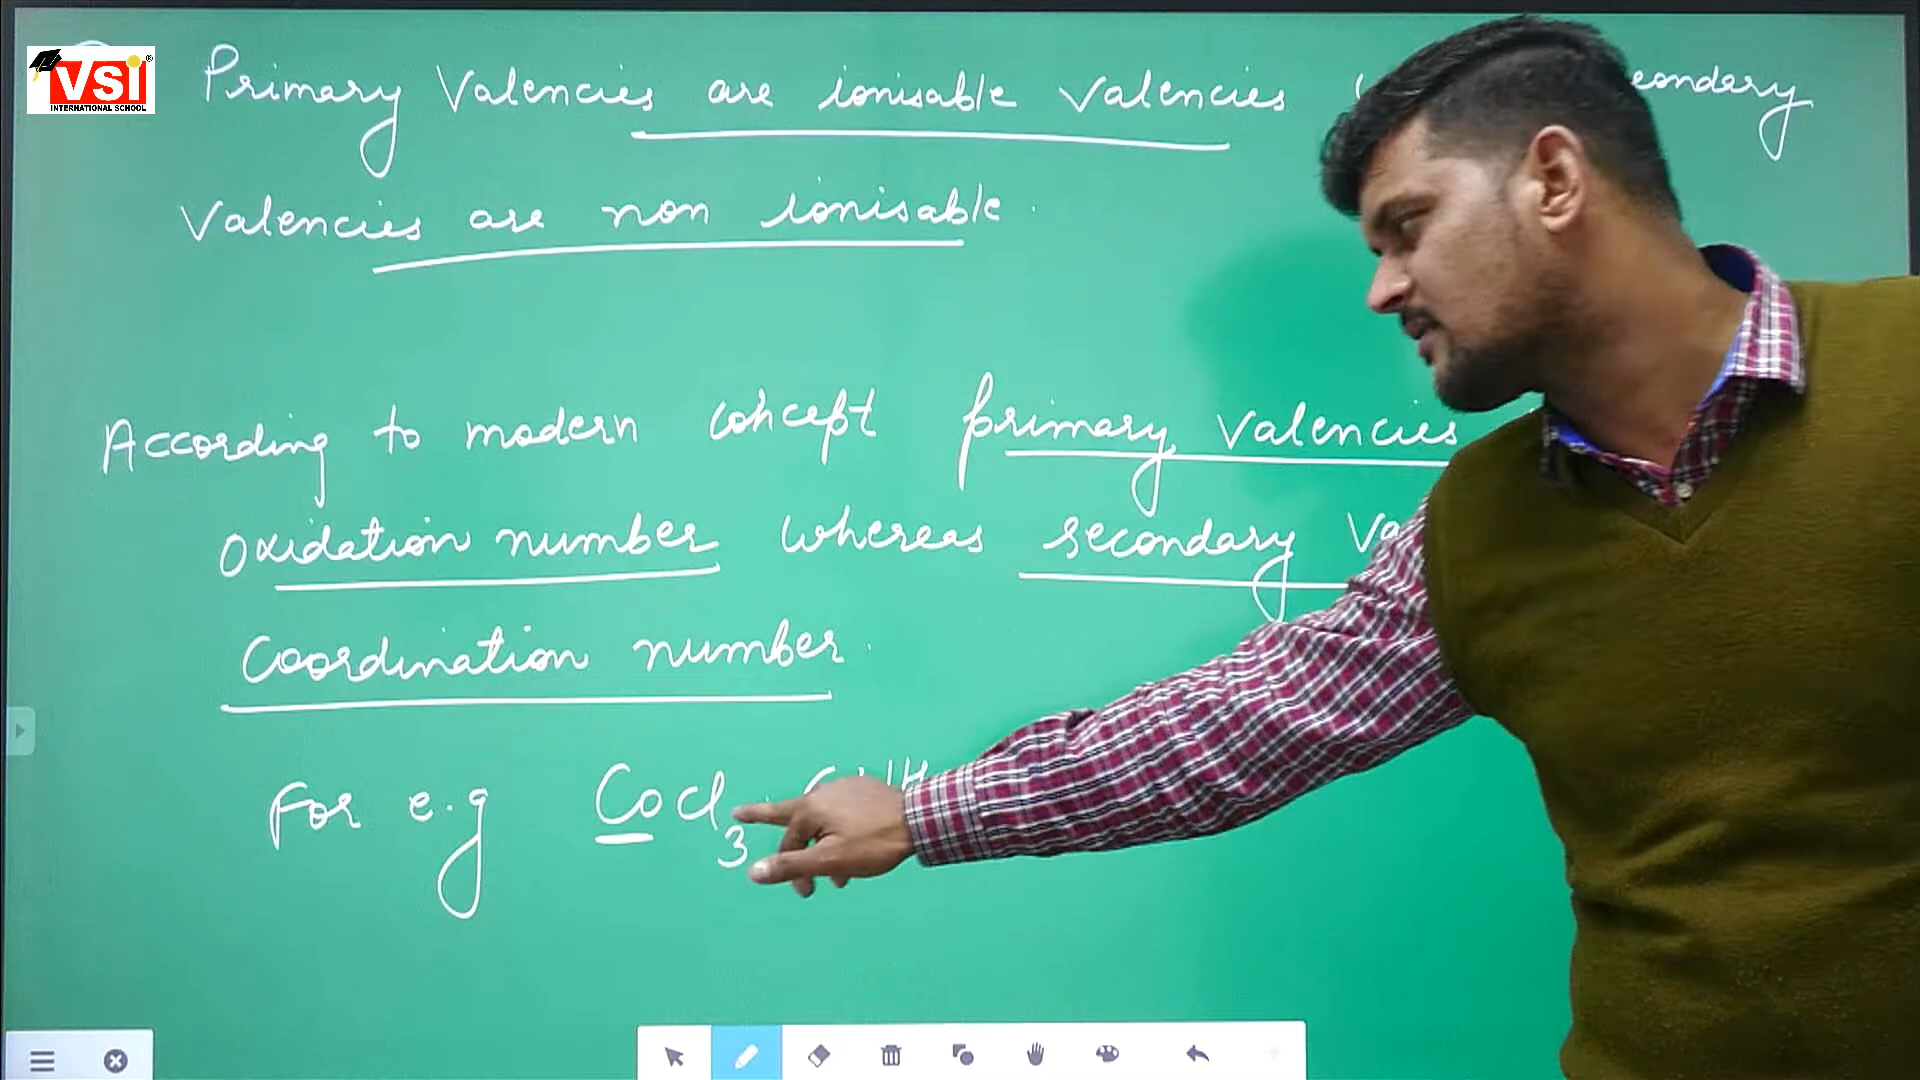 VSI
INTERNATIONAL SCHOOL
Primary Valencies are ionisable Valencies
Valencies are non ionisable.
According to modern concept primary valencies
Oxidation number whereas secondary
Coordination number.
For e.g CoCl3.